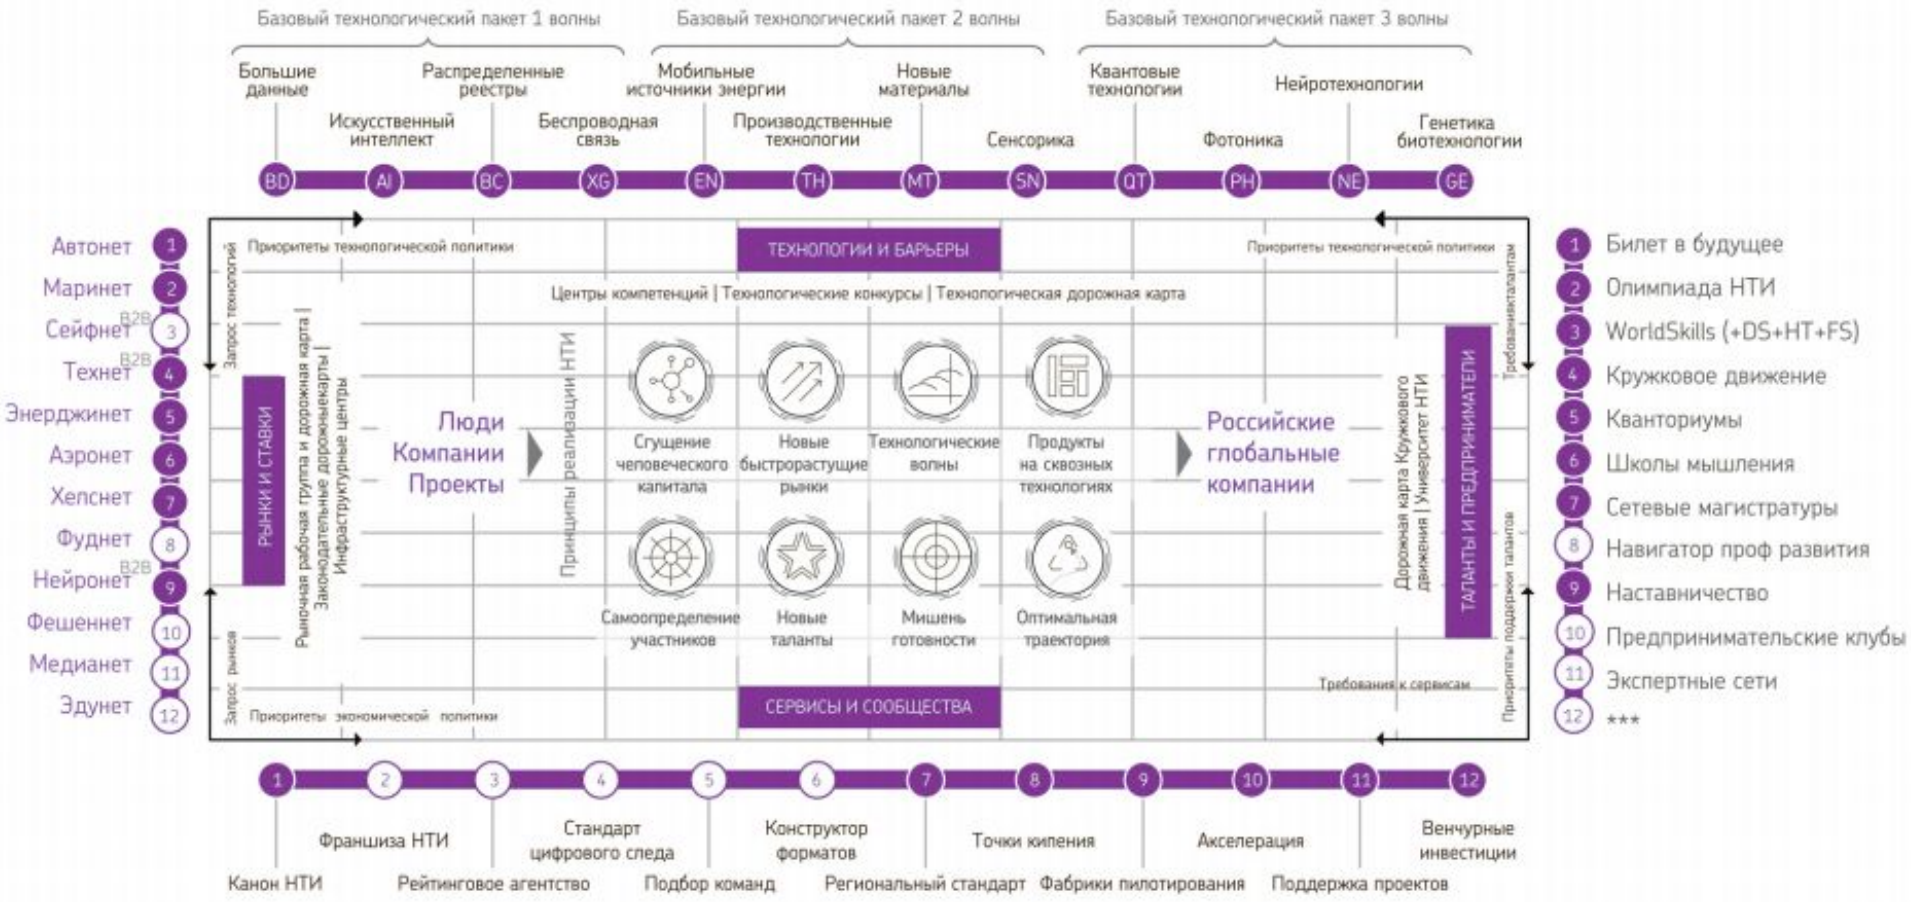 Базовый технологический пакет 1 волны
Базовый технологический пакет 2 волны
Базовый технологический пакет 3 волны
Большие
данные
Искусственный
интеллект
Распределенные
реестры
Беспроводная
связь
Мобильные
источники энергии
Производственные
технологии
Новые
материалы
Сенсорика
Квантовые
технологии
Фотоника
Нейротехнологии
Генетика
биотехнологии
BD
AI
BC
XG
EN
TH
MT
SN
QT
PH
NE
GE
Автонет 1
Маринет 2
B2B
Сейфнет 3
B2B
Технет 4
Энерджинет 5
Аэронет 6
Хелснет 7
Фуднет 8
B2B
Нейронет 9
Фешеннет 10
Медианет 11
Эдунет 12
Запрос технологий
Приоритеты технологической политики
ТЕХНОЛОГИИ И БАРЬЕРЫ
Приоритеты технологической политики
Требованиякталантам
Центры компетенций | Технологические конкурсы | Технологическая дорожная карта
РЫНКИ И СТАВКИ
Рыночная рабочая группа и дорожная карта |
Законодательные дорожныекарты |
Инфраструктурные центры
Люди
Компании
Проекты
Принципы реализации НТИ
Сгущение
человеческого
капитала
Новые
быстрорастущие
рынки
Технологические
волны
Продукты
на сквозных
технологиях
Самоопределение
участников
Новые
таланты
Мишень
готовности
Оптимальная
траектория
Российские
глобальные
компании
Дорожная карта Кружкового
движения | Университет НТИ
ТАЛАНТЫ И ПРЕДПРИНИМАТЕЛИ
Запрос рынков
Приоритеты экономической политики
СЕРВИСЫ И СООБЩЕСТВА
Требования к сервисам
Приоритеты поддержки талантов
1 Билет в будущее
2 Олимпиада НТИ
3 WorldSkills (+DS+HT+FS)
4 Кружковое движение
5 Кванториумы
6 Школы мышления
7 Сетевые магистратуры
8 Навигатор проф развития
9 Наставничество
10 Предпринимательские клубы
11 Экспертные сети
12 ***
1
2
3
4
5
6
7
8
9
10
11
12
Канон НТИ
Франшиза НТИ
Рейтинговое агентство
Стандарт
цифрового следа
Подбор команд
Конструктор
форматов
Региональный стандарт
Точки кипения
Фабрики пилотирования
Акселерация
Поддержка проектов
Венчурные
инвестиции